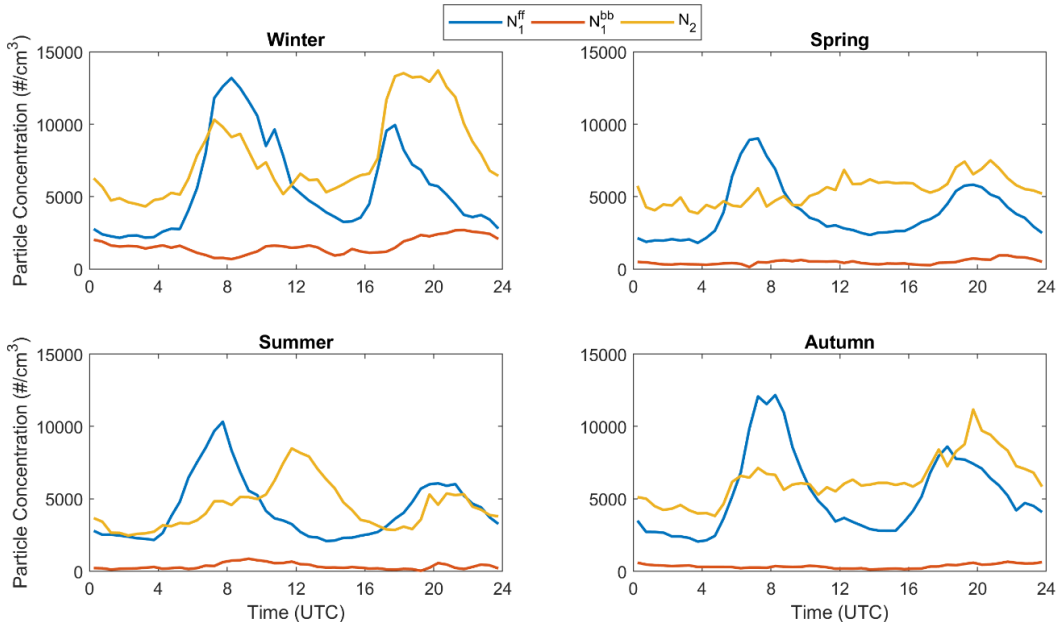 N₁ᶠᶠ N₁ᵇᵇ N₂
Winter
Particle Concentration (#/cm³)
15000
10000
5000
0
0 4 8 12 16 20 24
Spring
15000
10000
5000
0
0 4 8 12 16 20 24
Summer
Particle Concentration (#/cm³)
15000
10000
5000
0
0 4 8 12 16 20 24
Time (UTC)
Autumn
15000
10000
5000
0
0 4 8 12 16 20 24
Time (UTC)